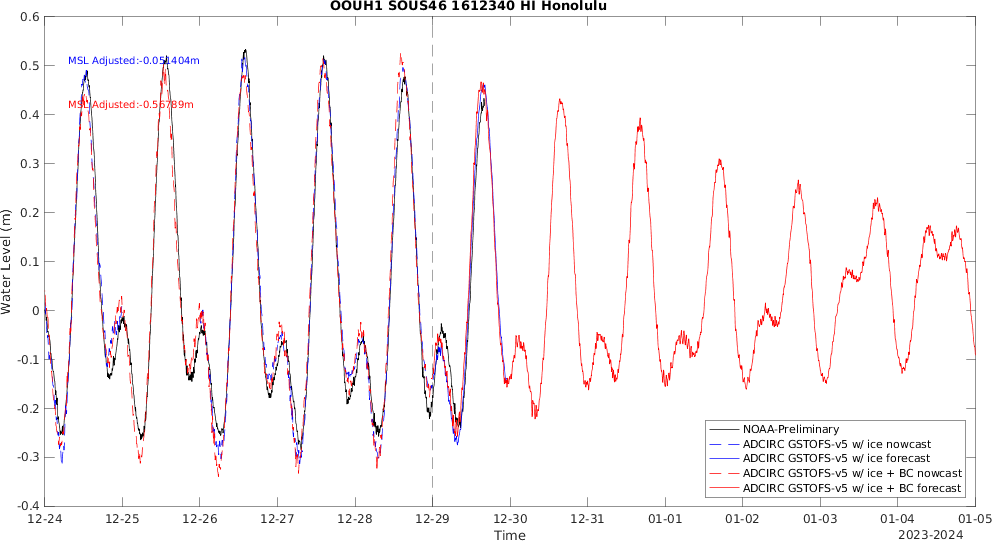 OOUH1 SOUS46 1612340 HI Honolulu
MSL Adjusted:-0.051404m
MSL Adjusted:-0.56789m
Water Level (m)
0.6
0.5
0.4
0.3
0.2
0.1
0
-0.1
-0.2
-0.3
-0.4
NOAA-Preliminary
ADCIRC GSTOFS-v5 w/ ice nowcast
ADCIRC GSTOFS-v5 w/ ice forecast
ADCIRC GSTOFS-v5 w/ ice + BC nowcast
ADCIRC GSTOFS-v5 w/ ice + BC forecast
12-24 12-25 12-26 12-27 12-28 12-29 12-30 12-31 01-01 01-02 01-03 01-04 01-05
Time
2023-2024